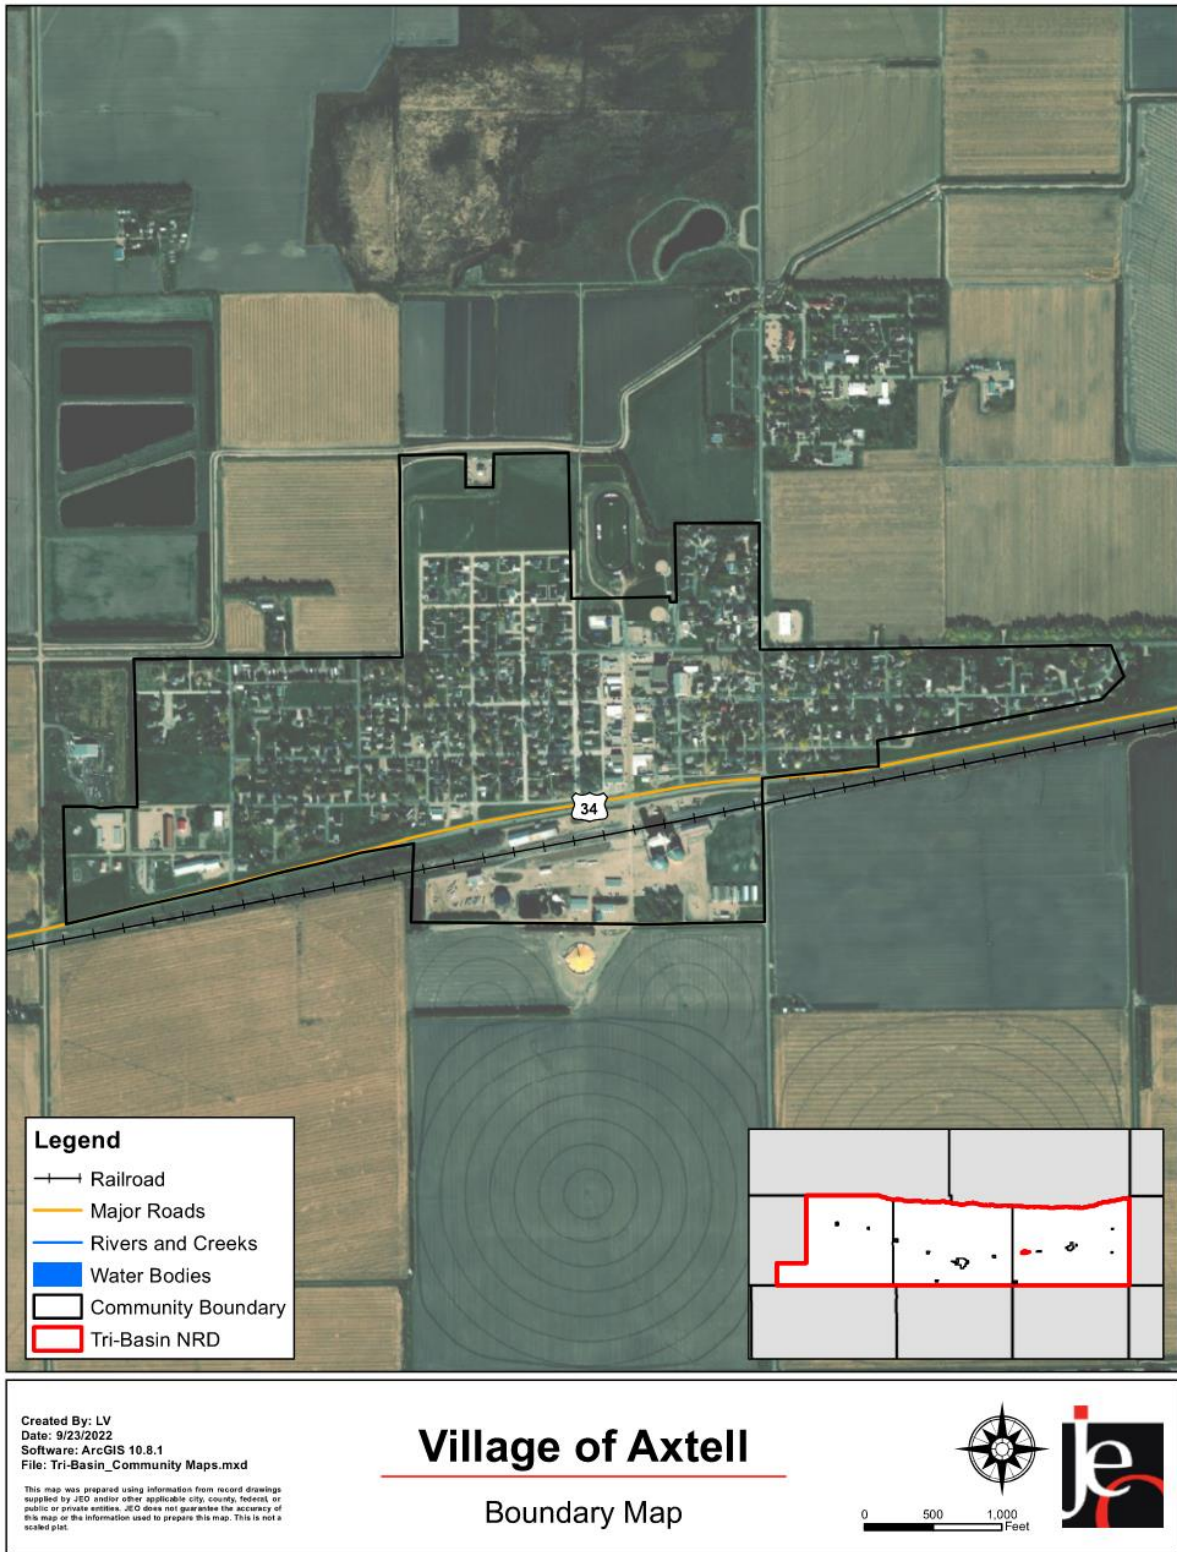 34
Legend
Railroad
Major Roads
Rivers and Creeks
Water Bodies
Community Boundary
Tri-Basin NRD
Created By: LV
Date: 9/23/2022
Software: ArcGIS 10.8.1
File: Tri-Basin_Community Maps.mxd
This map was prepared using information from record drawings
supplied by JEO and/or other applicable city, county, federal, or
public or private entities. JEO does not guarantee the accuracy of
this map or the information used to prepare this map. This is not a
scaled plat.
Village of Axtell
Boundary Map
0 500 1,000
Feet
jeo